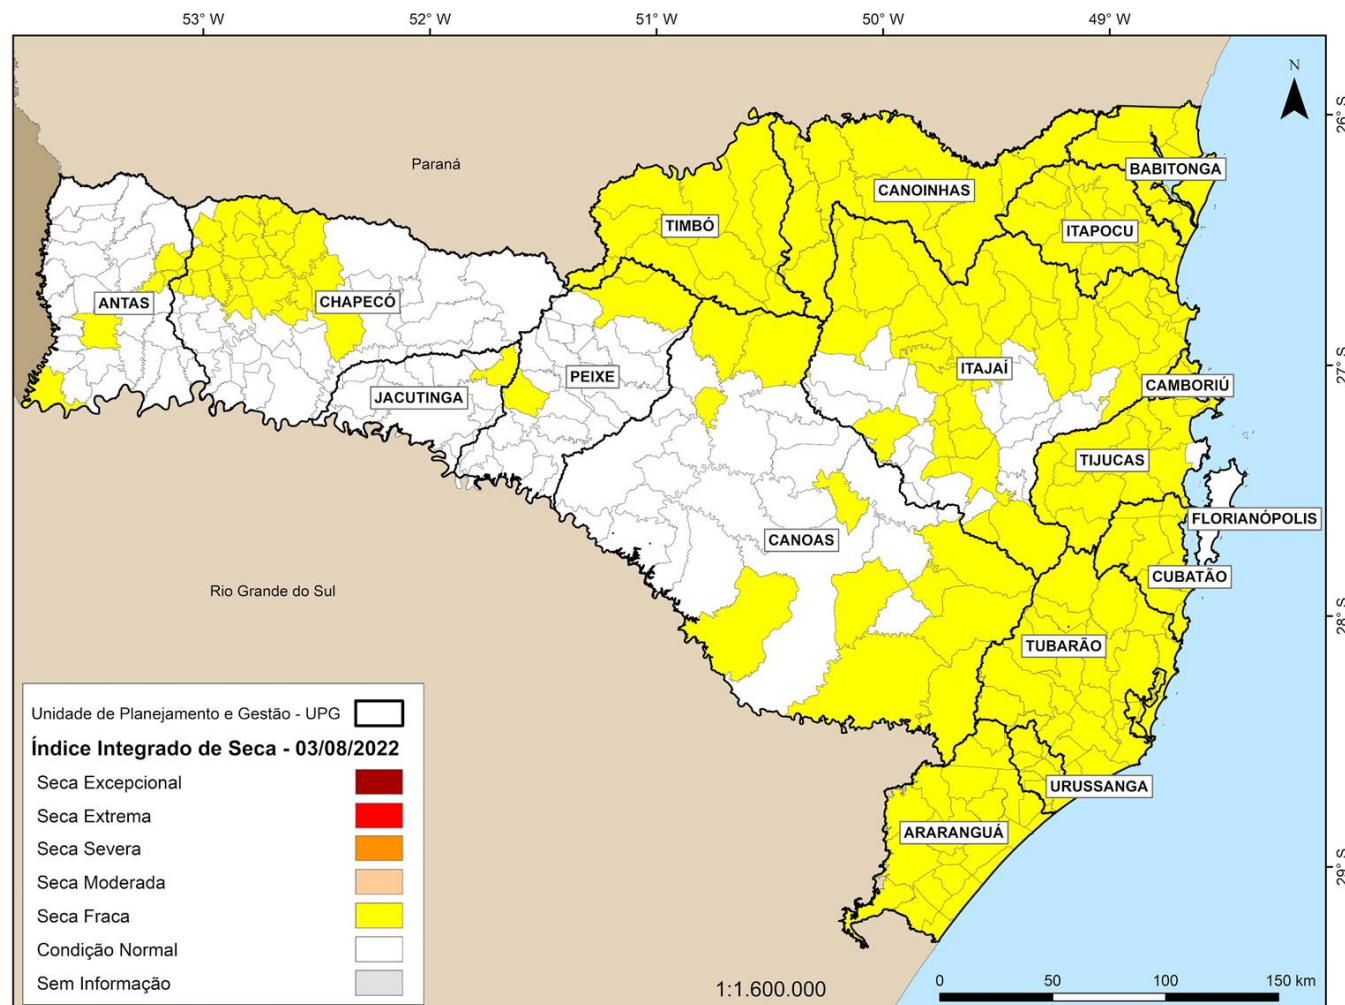 53° W
52° W
51° W
50° W
49° W
N
26° S
Paraná
BABITONGA
CANOINHAS
TIMBÓ
ITAPOCU
ANTAS
CHAPECÓ
27° S
ITAJAÍ
PEIXE
CAMBORIÚ
JACUTINGA
TIJUCAS
FLORIANÓPOLIS
CANOAS
CUBATÃO
Rio Grande do Sul
28° S
TUBARÃO
URUSSANGA
ARARANGUÁ
29° S
Unidade de Planejamento e Gestão - UPG
Índice Integrado de Seca - 03/08/2022
Seca Excepcional
Seca Extrema
Seca Severa
Seca Moderada
Seca Fraca
Condição Normal
Sem Informação
1:1.600.000
0 50 100 150 km